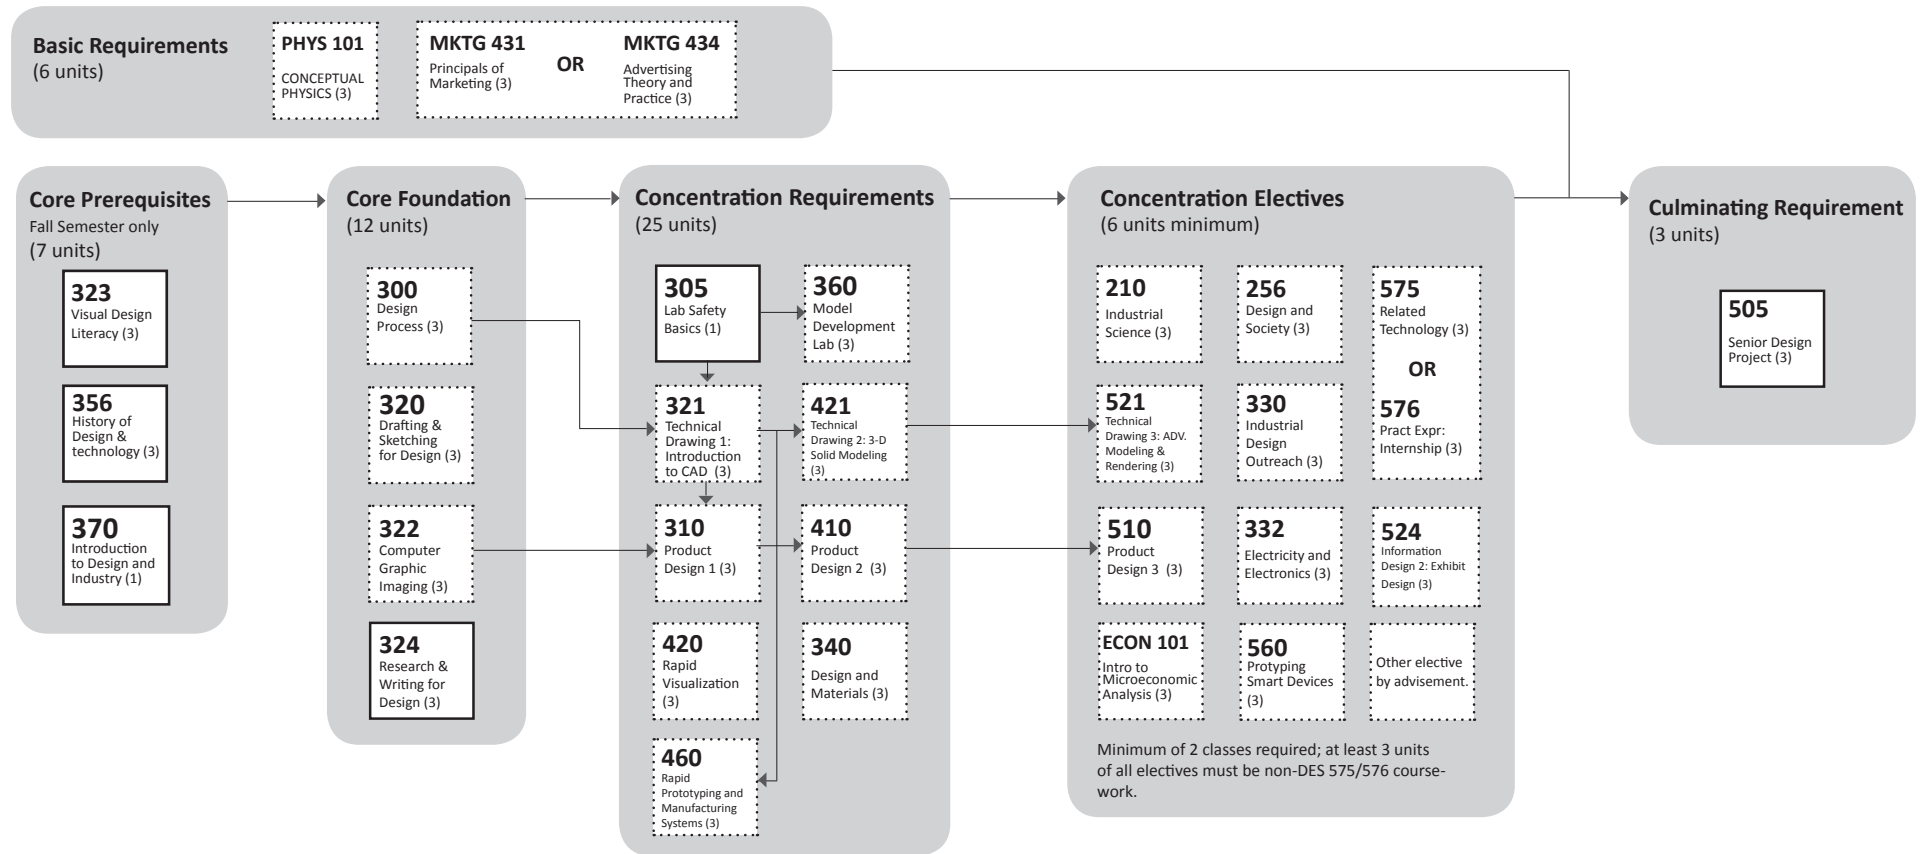 Basic Requirements
(6 units)
PHYS 101
CONCEPTUAL
PHYSICS (3)
MKTG 431
Principals of
Marketing (3)
OR
MKTG 434
Advertising
Theory and
Practice (3)
Core Prerequisites
Fall Semester only
(7 units)
323
Visual Design
Literacy (3)
356
History of
Design &
technology (3)
370
Introduction
to Design and
Industry (1)
Core Foundation
(12 units)
300
Design
Process (3)
320
Drafting &
Sketching
for Design (3)
322
Computer
Graphic
Imaging (3)
324
Research &
Writing for
Design (3)
Concentration Requirements
(25 units)
305
Lab Safety
Basics (1)
360
Model
Development
Lab (3)
321
Technical
Drawing 1:
Introduction
to CAD (3)
421
Technical
Drawing 2: 3-D
Solid Modeling
(3)
310
Product
Design 1 (3)
410
Product
Design 2 (3)
420
Rapid
Visualization
(3)
340
Design and
Materials (3)
460
Rapid
Prototyping and
Manufacturing
Systems (3)
Concentration Electives
(6 units minimum)
210
Industrial
Science (3)
256
Design and
Society (3)
575
Related
Technology (3)
OR
576
Pract Expr:
Internship (3)
521
Technical
Drawing 3: ADV.
Modeling &
Rendering (3)
330
Industrial
Design
Outreach (3)
510
Product
Design 3 (3)
332
Electricity and
Electronics (3)
524
Information
Design 2: Exhibit
Design (3)
ECON 101
Intro to
Microeconomic
Analysis (3)
560
Protyping
Smart Devices
(3)
Other elective
by advisement.
Minimum of 2 classes required; at least 3 units
of all electives must be non-DES 575/576 course-
work.
Culminating Requirement
(3 units)
505
Senior Design
Project (3)